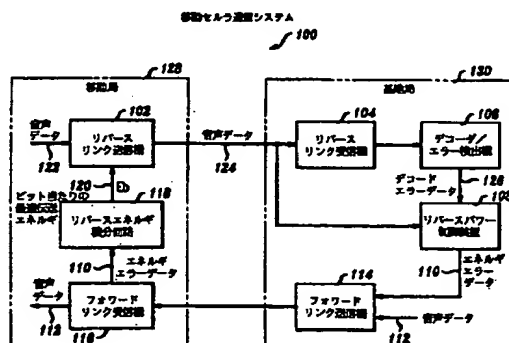 移動セルラ通信システム
100
128
移動局
130
基地局
102
音声
データ
122
リバース
リンク送信機
音声データ
124
104
リバース
リンク受信機
106
デコーダ/
エラー検出器
120
Eb
ビット当たりの
エネルギ
118
リバースエネルギ
積分回路
デコード
エラーデータ
126
108
リバースパワー
制御装置
110
エネルギ
エラーデータ
110
エネルギ
エラー
データ
音声
データ
112
フォワード
リンク受信機
116
114
フォワード
リンク送信機
音声データ
112